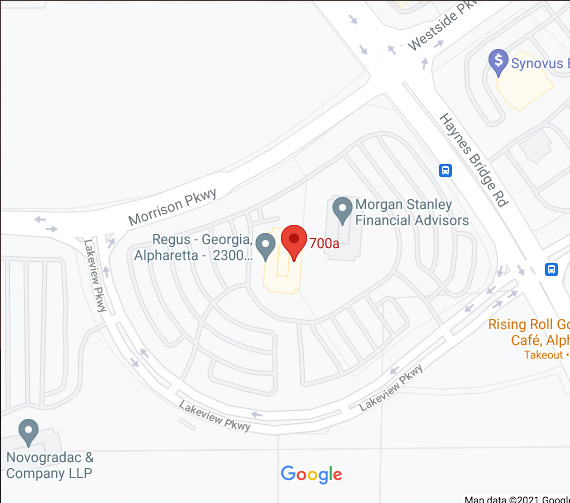 Westside Pkw
Synovus B
$
Haynes Bridge Rd
Morrison Pkwy
Morgan Stanley
Financial Advisors
Regus - Georgia,
Alpharetta - 2300...
700a
Lakeview Pkwy
Rising Roll Go
Café, Alph
Takeout •
Lakeview Pkwy
Lakeview Pkwy
Novogradac &
Company LLP
Google
Map data ©2021 Google